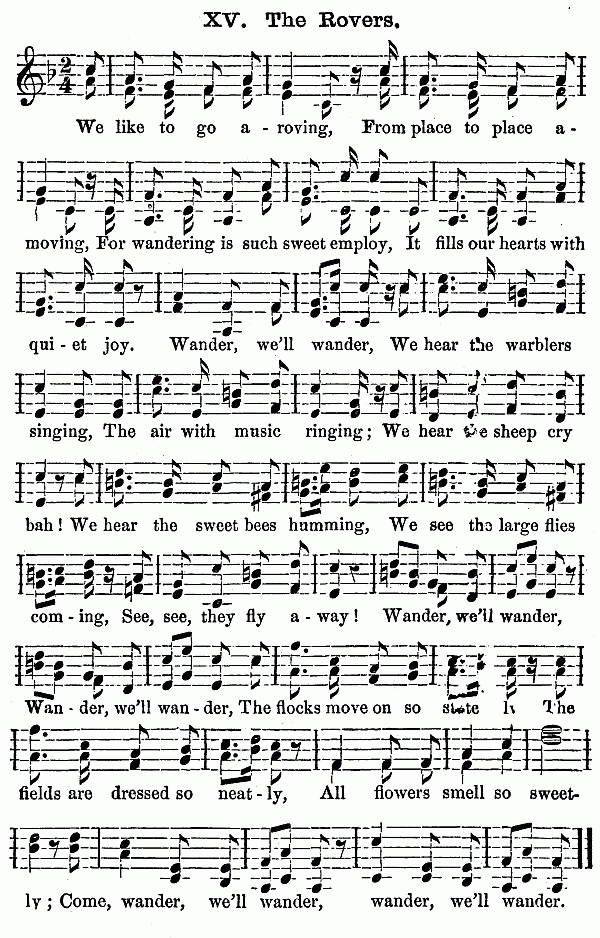 XV. The Rovers.
We like to go a - roving, From place to place a -
moving, For wandering is such sweet employ, It fills our hearts with
qui - et joy. Wander, we'll wander, We hear the warblers
singing, The air with music ringing; We hear the sheep cry
bah! We hear the sweet bees humming, We see the large flies
com - ing, See, see, they fly a - way! Wander, we'll wander,
Wan - der, we'll wan - der, The flocks move on so state l The
fields are dressed so neat - ly, All flowers smell so sweet-
ly; Come, wander, we'll wander, wander, we'll wander.